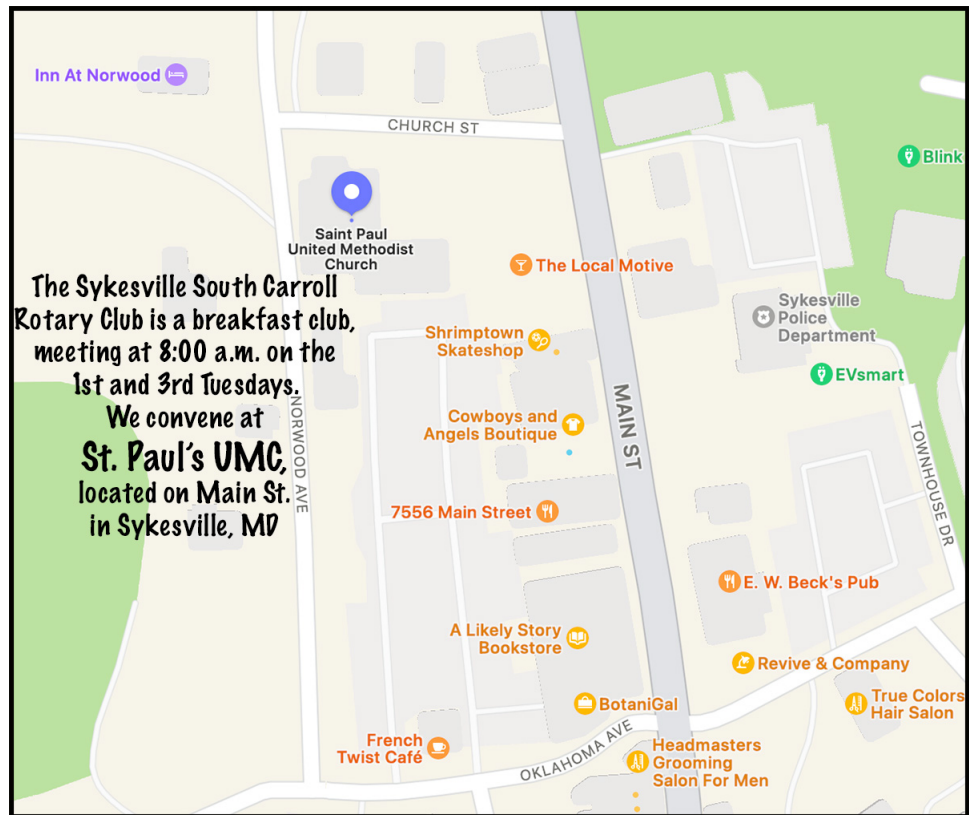 Inn At Norwood
CHURCH ST
Blink
Saint Paul
United Methodist
Church
The Local Motive
The Sykesville South Carroll
Rotary Club is a breakfast club,
meeting at 8:00 a.m. on the
1st and 3rd Tuesdays.
We convene at
St. Paul's UMC,
located on Main St.
in Sykesville, MD
Sykesville
Police
Department
Shrimptown
Skateshop
EVsmart
NORWOOD AVE
Cowboys and
Angels Boutique
MAIN ST
TOWNHOUSE DR
7556 Main Street
E. W. Beck's Pub
A Likely Story
Bookstore
Revive & Company
BotaniGal
True Colors
Hair Salon
French
Twist Café
OKLAHOMA AVE
Headmasters
Grooming
Salon For Men